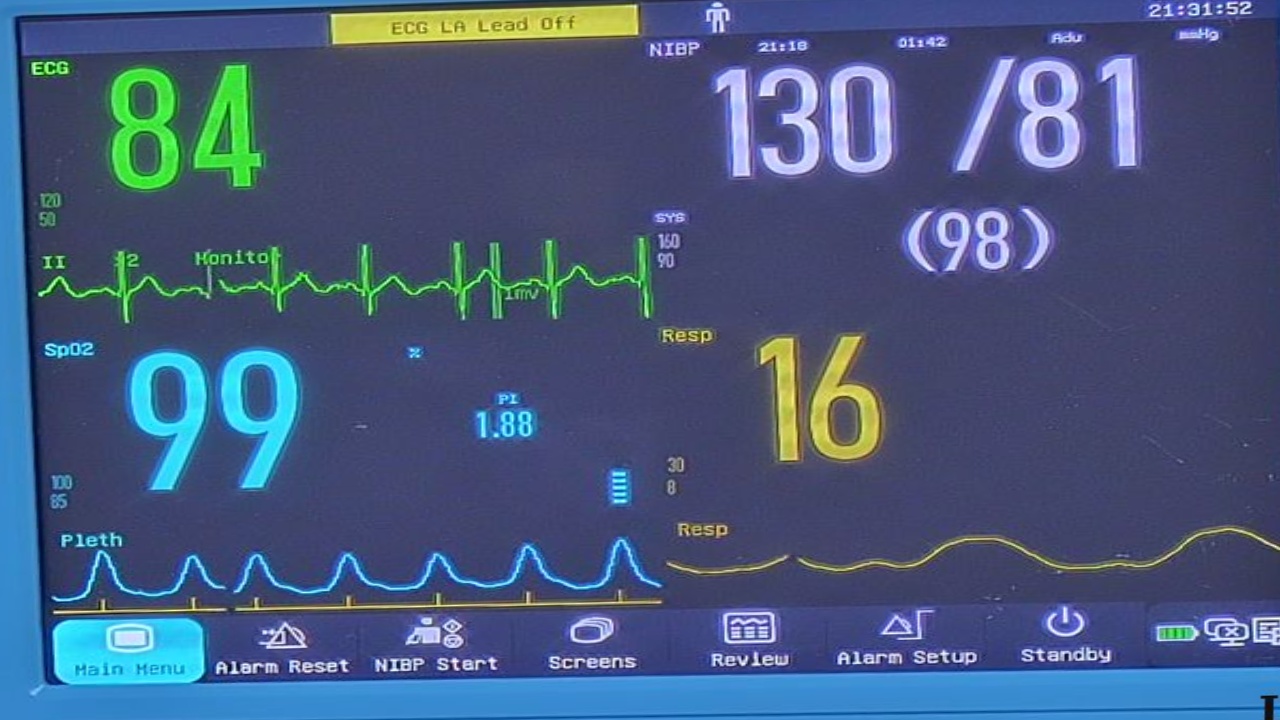 ECG LA Lead Off
21:31:52
ECG
84
120
50
NIBP 21:18 01:42 Adu mmHg
130 /81
(98)
SYS
160
90
II X2 Monitor
1mv
SpO2
99
%
PI
1.88
100
85
Resp
16
30
8
Pleth
Resp
Main Menu
Alarm Reset
NIBP Start
Screens
Review
Alarm Setup
Standby